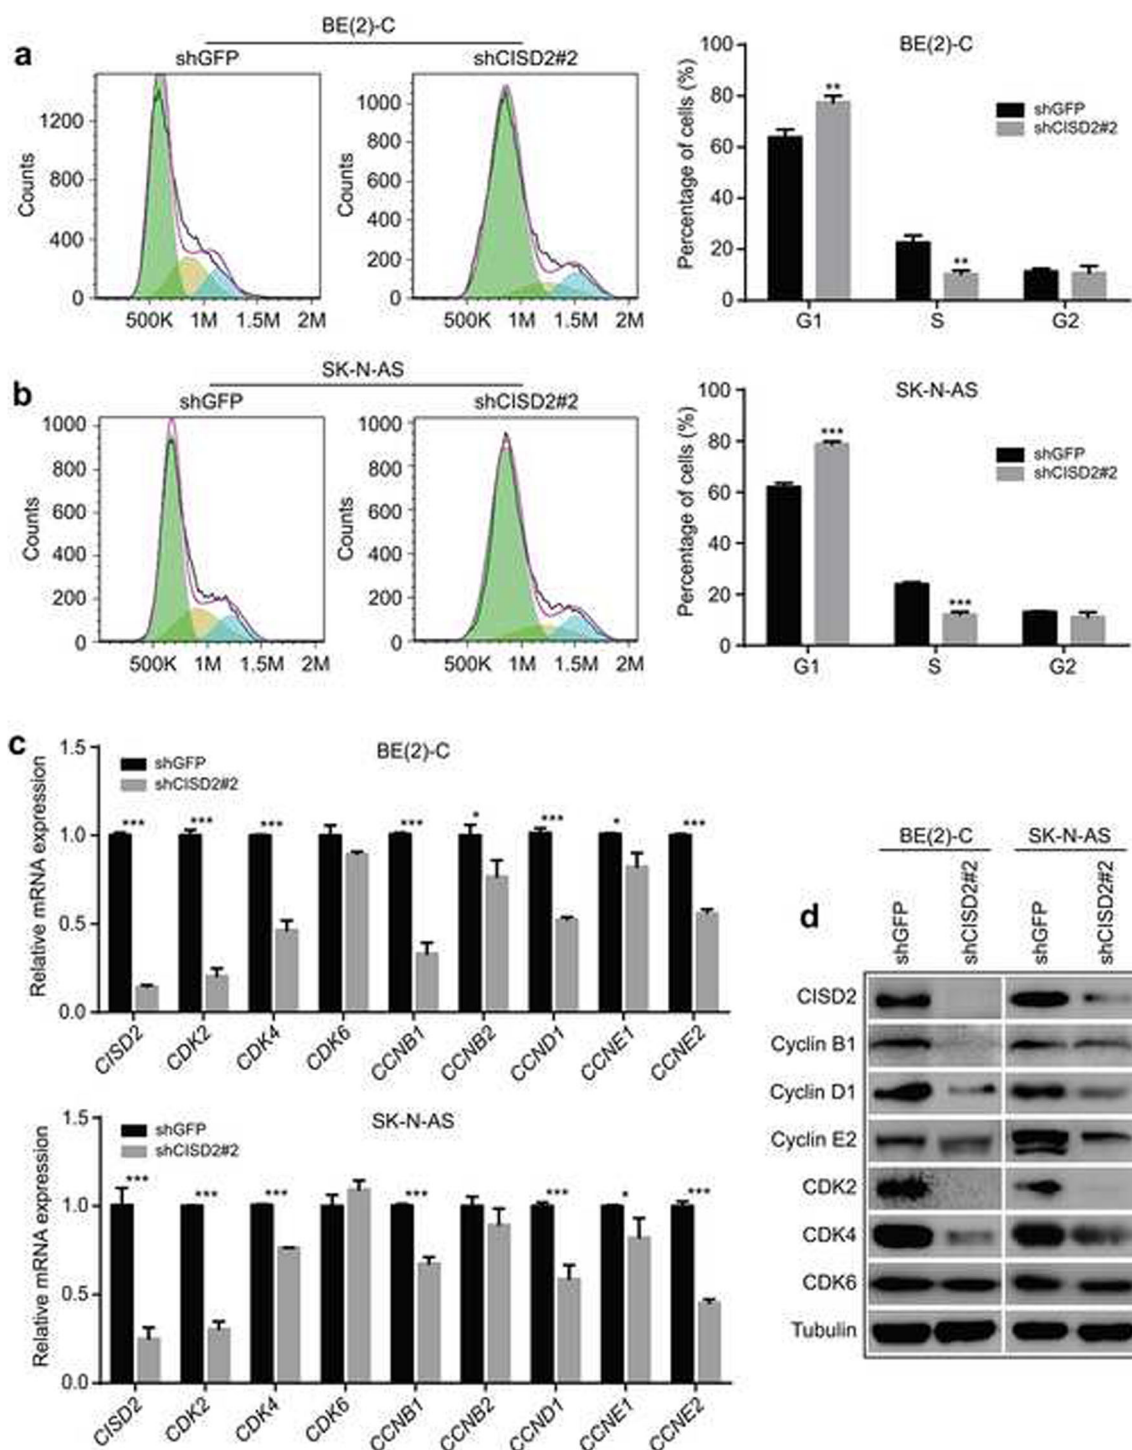 a
BE(2)-C
shGFP
shCISD2#2
Counts
1200
800
400
0
500K 1M 1.5M 2M
Counts
1000
800
600
400
200
0
500K 1M 1.5M 2M
BE(2)-C
Percentage of cells (%)
100
80
60
40
20
0
**
**
shGFP
shCISD2#2
G1 S G2
b
SK-N-AS
shGFP
shCISD2#2
Counts
1000
800
600
400
200
0
500K 1M 1.5M 2M
Counts
1000
800
600
400
200
0
500K 1M 1.5M 2M
SK-N-AS
Percentage of cells (%)
100
80
60
40
20
0
***
***
shGFP
shCISD2#2
G1 S G2
c
BE(2)-C
Relative mRNA expression
1.5
1.0
0.5
0.0
shGFP
shCISD2#2
*** *** *** *** * *** * ***
CISD2 CDK2 CDK4 CDK6 CCNB1 CCNB2 CCND1 CCNE1 CCNE2
SK-N-AS
Relative mRNA expression
1.5
1.0
0.5
0.0
shGFP
shCISD2#2
*** *** *** *** *** * ***
CISD2 CDK2 CDK4 CDK6 CCNB1 CCNB2 CCND1 CCNE1 CCNE2
d
BE(2)-C SK-N-AS
shGFP shCISD2#2 shGFP shCISD2#2
CISD2
Cyclin B1
Cyclin D1
Cyclin E2
CDK2
CDK4
CDK6
Tubulin